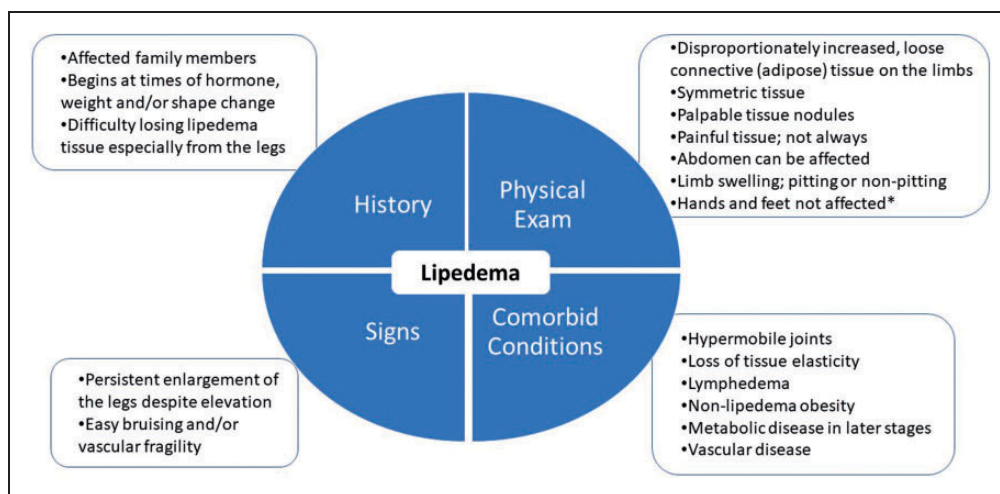 •Affected family members
•Begins at times of hormone,
weight and/or shape change
•Difficulty losing lipedema
tissue especially from the legs
•Disproportionately increased, loose
connective (adipose) tissue on the limbs
•Symmetric tissue
•Palpable tissue nodules
•Painful tissue; not always
•Abdomen can be affected
•Limb swelling; pitting or non-pitting
•Hands and feet not affected*
History
Physical
Exam
Lipedema
Signs
Comorbid
Conditions
•Persistent enlargement of
the legs despite elevation
•Easy bruising and/or
vascular fragility
•Hypermobile joints
•Loss of tissue elasticity
•Lymphedema
•Non-lipedema obesity
•Metabolic disease in later stages
•Vascular disease